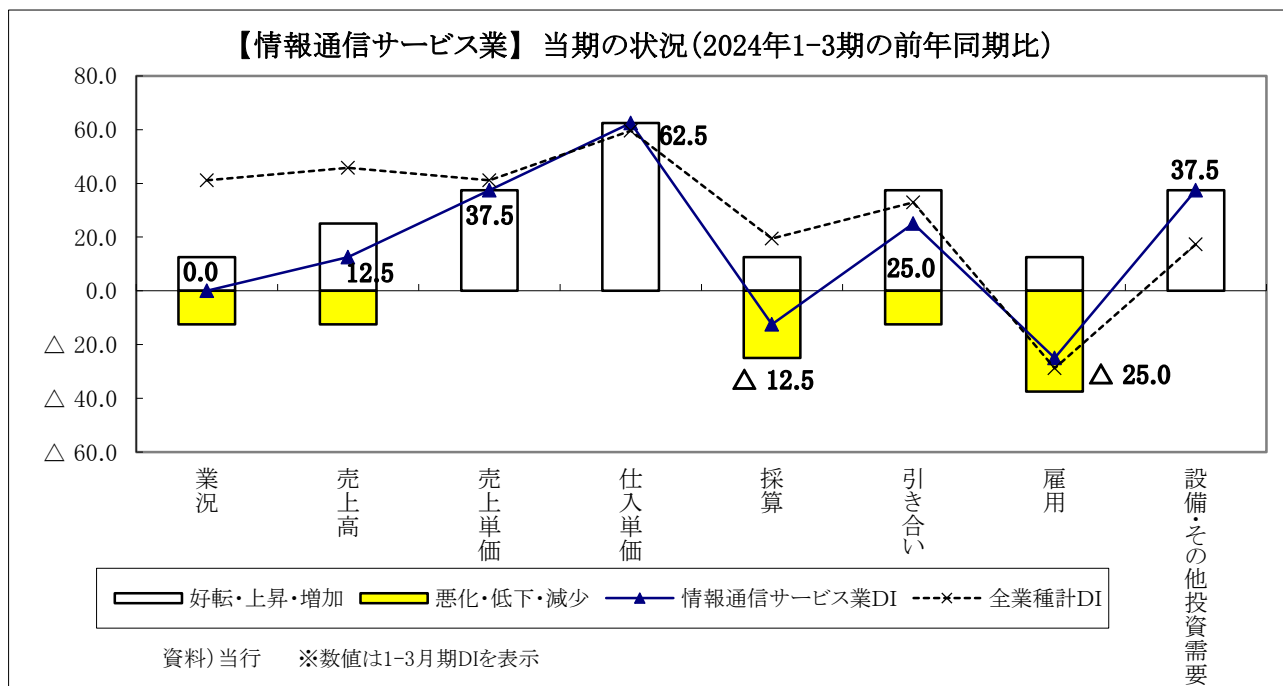 【情報通信サービス業】 当期の状況(2024年1-3期の前年同期比)
80.0
60.0
40.0
20.0
0.0
△ 20.0
△ 40.0
△ 60.0
0.0
12.5
37.5
62.5
△ 12.5
25.0
△ 25.0
37.5
業況
売上高
売上単価
仕入単価
採算
引き合い
雇用
設備・その他投資需要
好転・上昇・増加
悪化・低下・減少
情報通信サービス業DI
全業種計DI
資料)当行 ※数値は1-3月期DIを表示